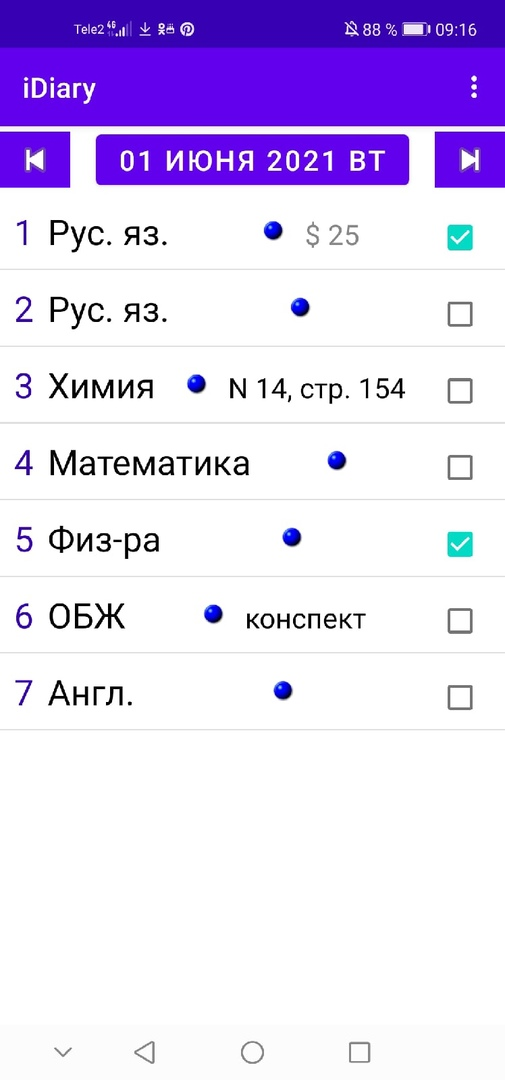 Tele2 4G 88 % 09:16
iDiary
01 ИЮНЯ 2021 ВТ
1 Рус. яз. $ 25
2 Рус. яз.
3 Химия N 14, стр. 154
4 Математика
5 Физ-ра
6 ОБЖ конспект
7 Англ.